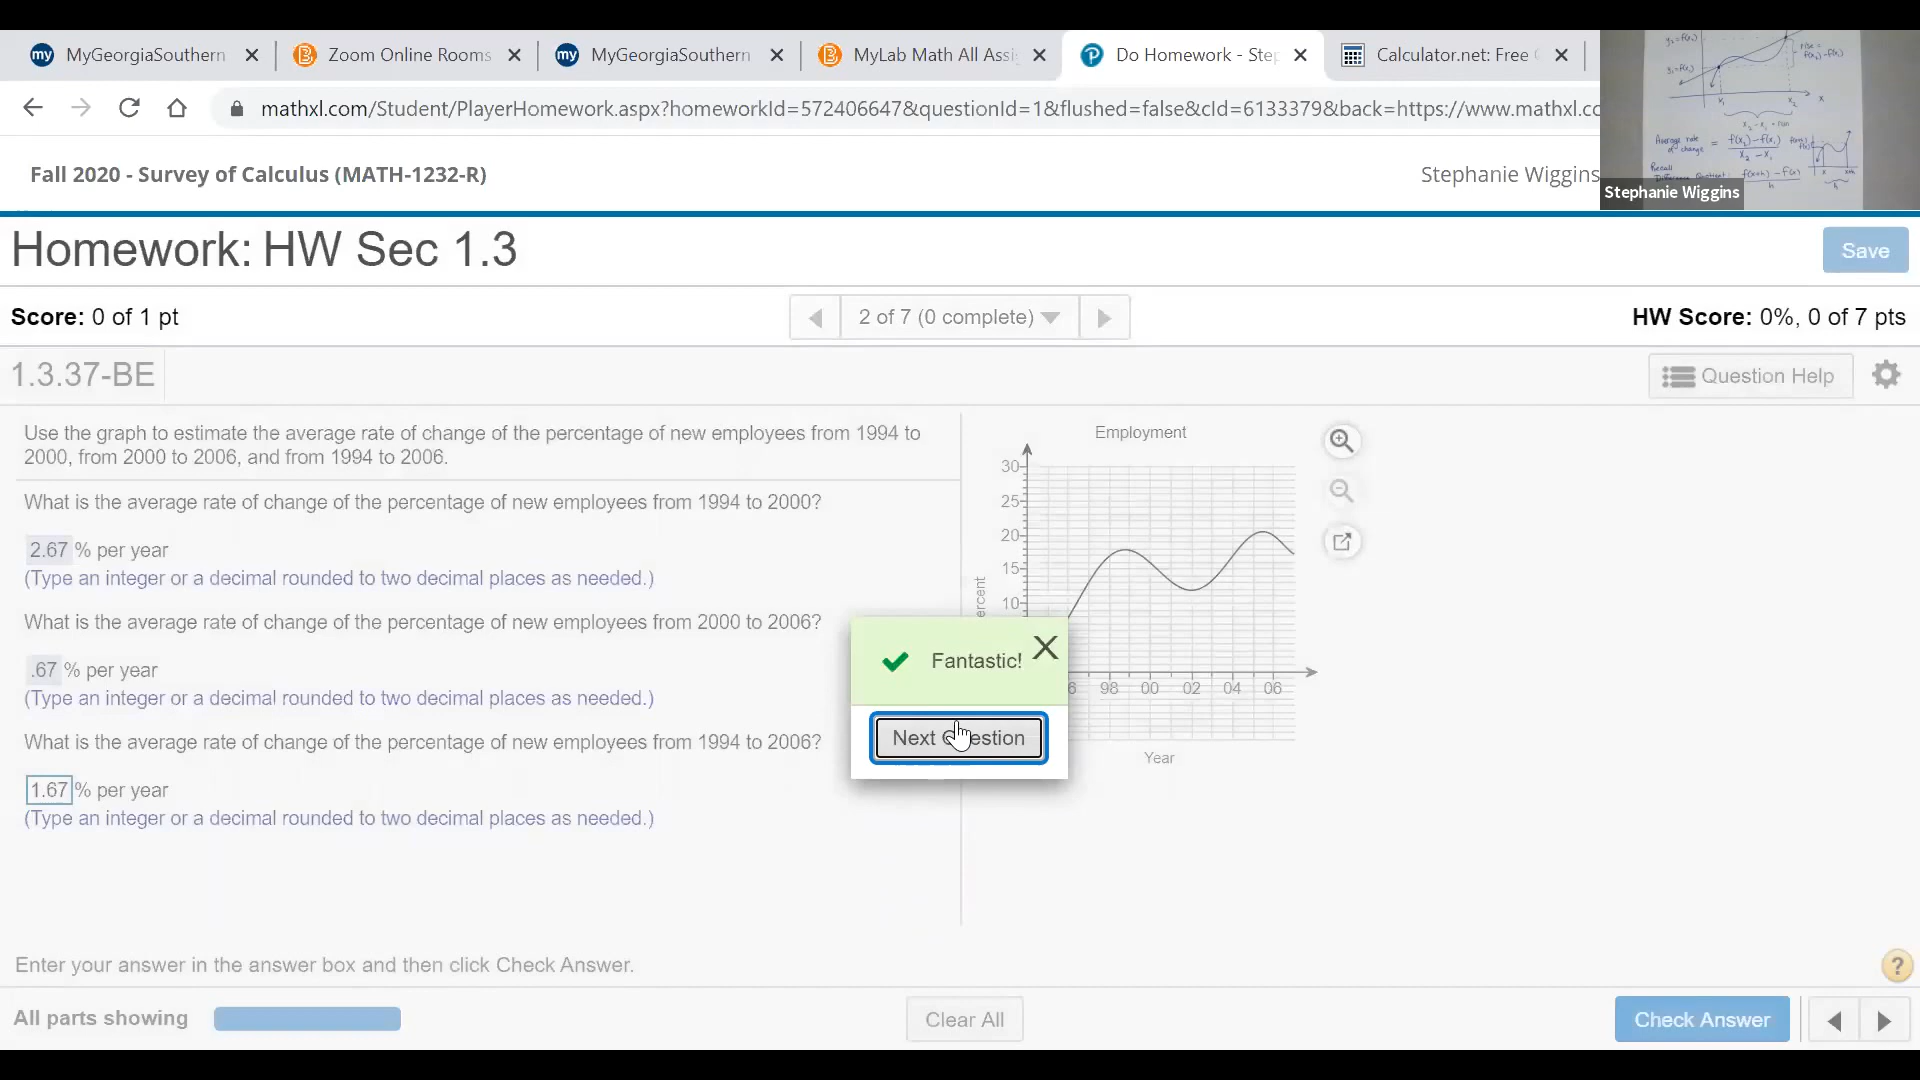 MyGeorgiaSouthern
Zoom Online Rooms
MyGeorgiaSouthern
MyLab Math All Assi
Do Homework - Step
Calculator.net: Free
mathxl.com/Student/PlayerHomework.aspx?homeworkId=572406647&questionId=1&flushed=false&cId=6133379&back=https://www.mathxl.co
Fall 2020 - Survey of Calculus (MATH-1232-R)
Stephanie Wiggins
Average rate of change = f(x₂) - f(x₁) / x₂ - x₁
Recall
Stephanie Wiggins
Homework: HW Sec 1.3
Save
Score: 0 of 1 pt
2 of 7 (0 complete)
HW Score: 0%, 0 of 7 pts
1.3.37-BE
Question Help
Use the graph to estimate the average rate of change of the percentage of new employees from 1994 to
2000, from 2000 to 2006, and from 1994 to 2006.
What is the average rate of change of the percentage of new employees from 1994 to 2000?
2.67 % per year
(Type an integer or a decimal rounded to two decimal places as needed.)
What is the average rate of change of the percentage of new employees from 2000 to 2006?
.67 % per year
(Type an integer or a decimal rounded to two decimal places as needed.)
What is the average rate of change of the percentage of new employees from 1994 to 2006?
1.67 % per year
(Type an integer or a decimal rounded to two decimal places as needed.)
Employment
30
25
20
15
10
ercent
6 98 00 02 04 06
Year
Fantastic!
Next Question
Enter your answer in the answer box and then click Check Answer.
?
All parts showing
Clear All
Check Answer